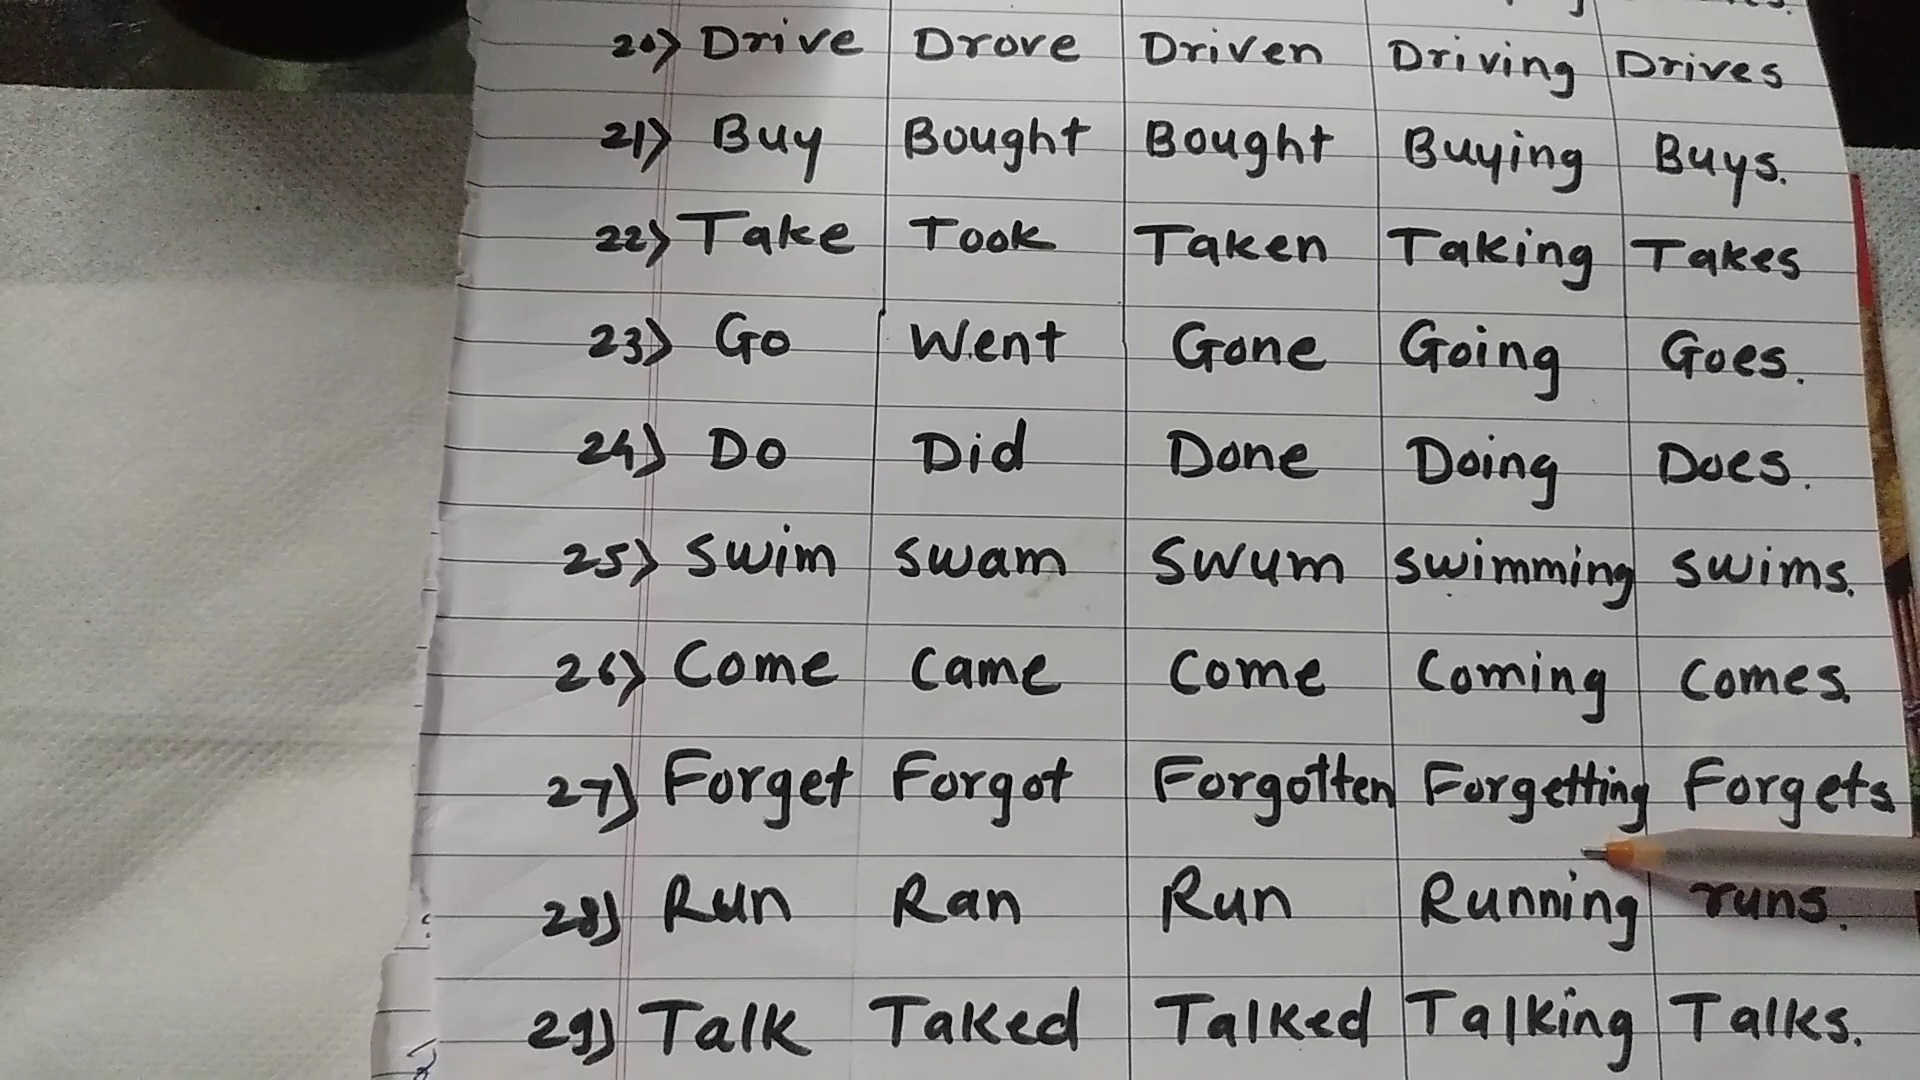 20) Drive Drove Driven Driving Drives
21) Buy Bought Bought Buying Buys.
22) Take Took Taken Taking Takes
23) Go Went Gone Going Goes.
24) Do Did Done Doing Does.
25) Swim Swam Swum Swimming Swims.
26) Come Came Come Coming Comes.
27) Forget Forgot Forgotten Forgetting Forgets
28) Run Ran Run Running runs.
29) Talk Taked Talked Talking Talks.